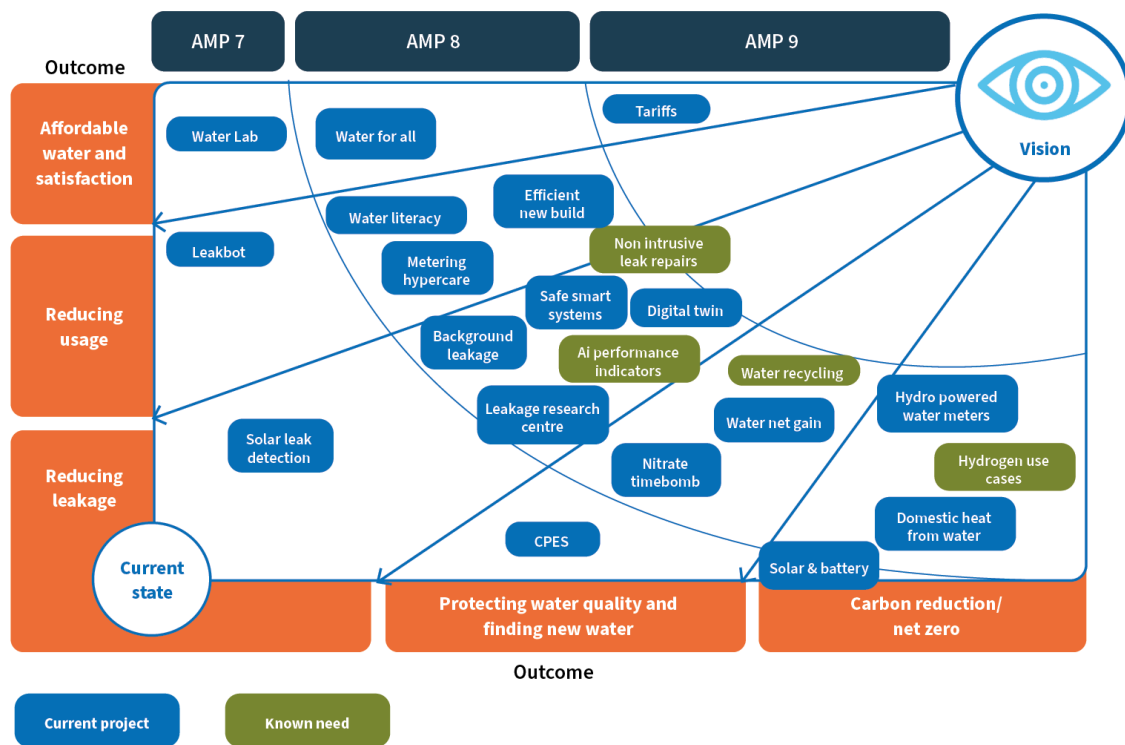 AMP 7
AMP 8
AMP 9
Outcome
Vision
Affordable
water and
satisfaction
Water Lab
Water for all
Tariffs
Efficient
new build
Water literacy
Reducing
usage
Leakbot
Metering
hypercare
Non intrusive
leak repairs
Safe smart
systems
Digital twin
Background
leakage
Ai performance
indicators
Water recycling
Reducing
leakage
Solar leak
detection
Leakage research
centre
Water net gain
Hydro powered
water meters
Nitrate
timebomb
Hydrogen use
cases
CPES
Domestic heat
from water
Solar & battery
Current
state
Protecting water quality and
finding new water
Carbon reduction/
net zero
Outcome
Current project
Known need